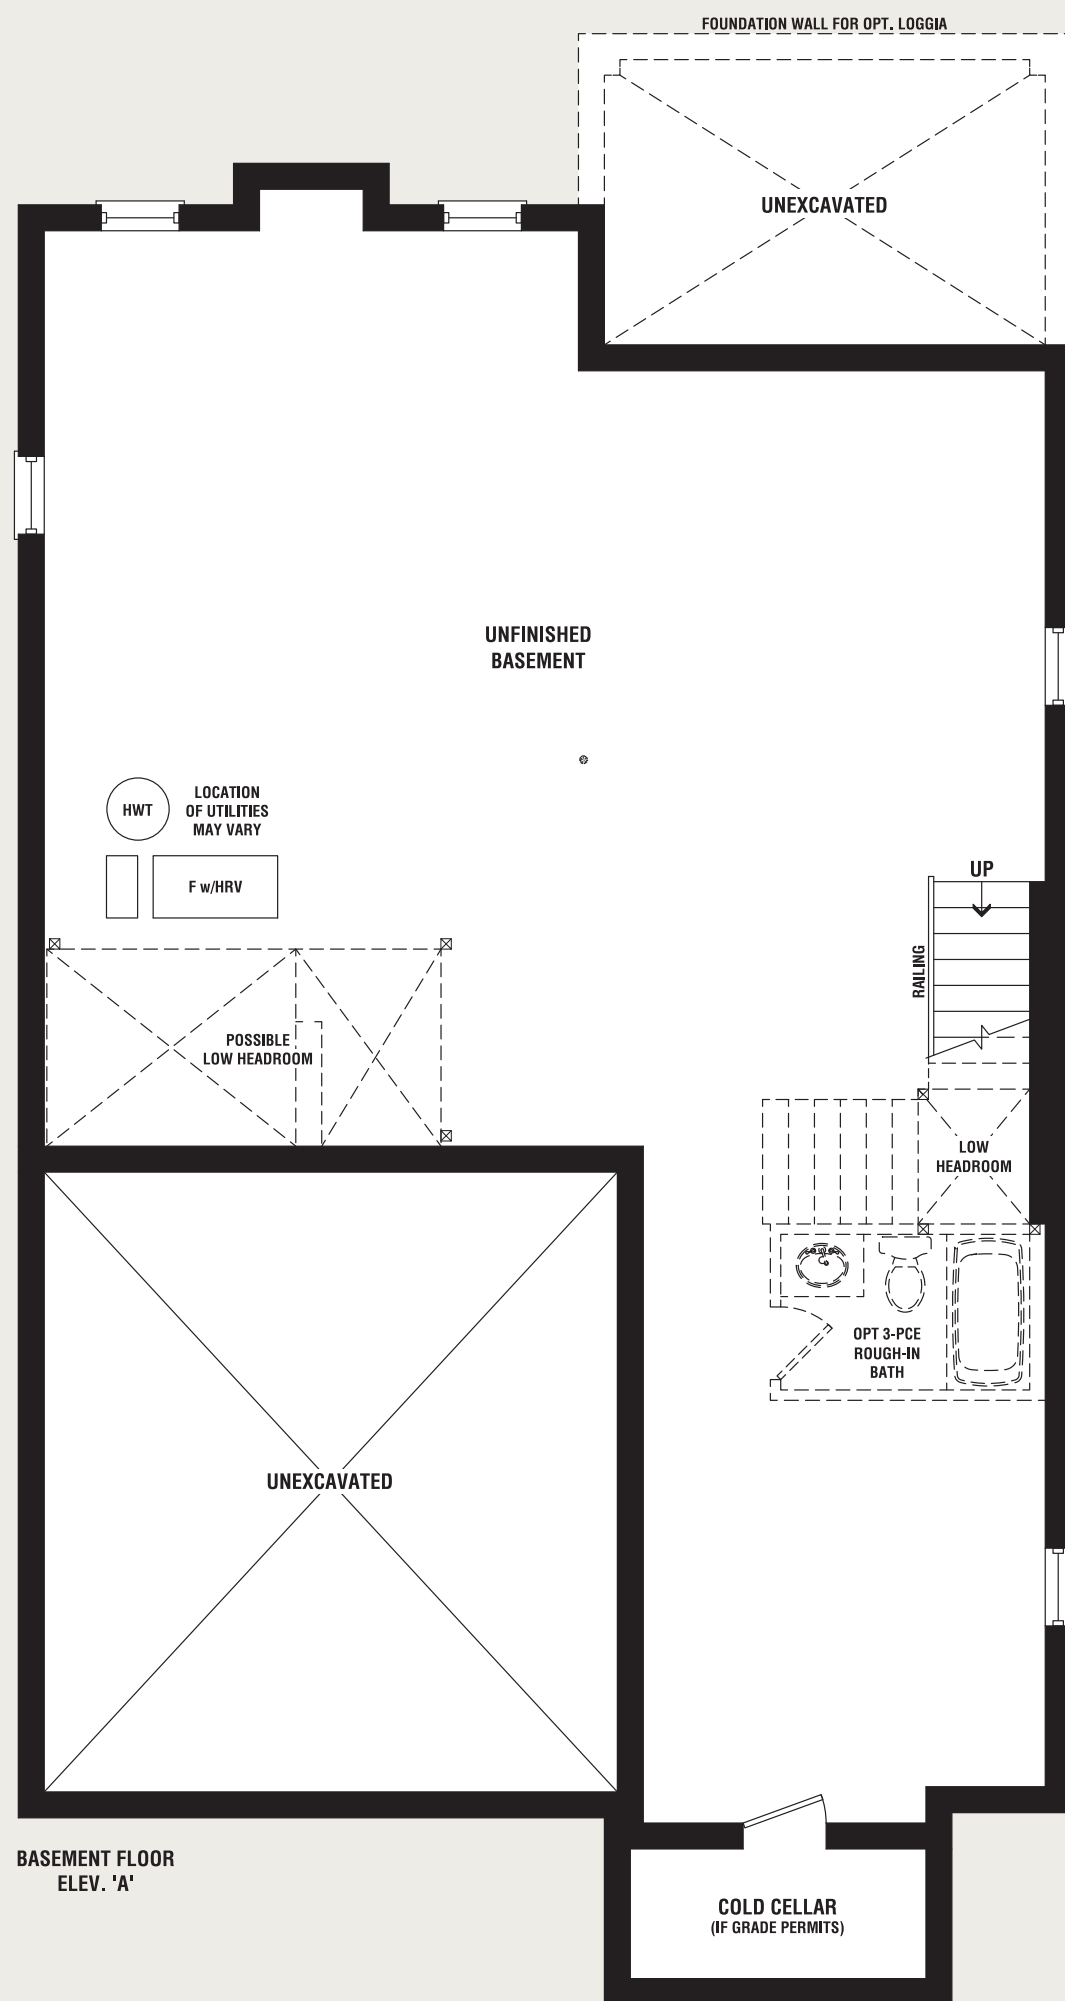 FOUNDATION WALL FOR OPT. LOGGIA
UNEXCAVATED
UNFINISHED
BASEMENT
HWT
LOCATION
OF UTILITIES
MAY VARY
F w/HRV
UP
RAILING
POSSIBLE
LOW HEADROOM
LOW
HEADROOM
OPT 3-PCE
ROUGH-IN
BATH
UNEXCAVATED
BASEMENT FLOOR
ELEV. 'A'
COLD CELLAR
(IF GRADE PERMITS)